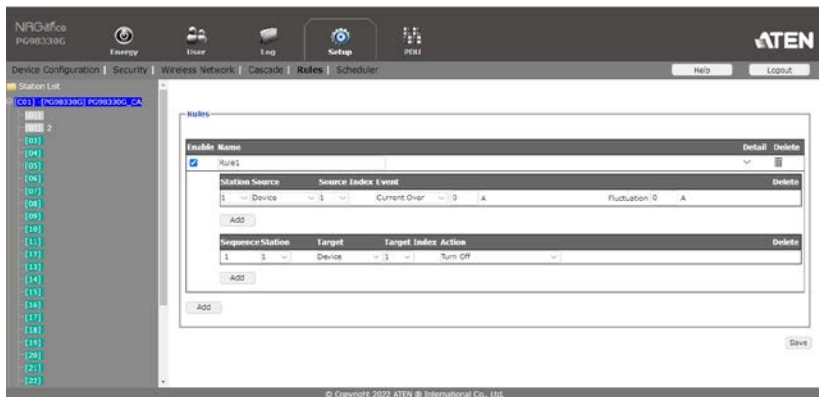 NRGence
PG98330G
Energy
User
Log
Setup
PDU
ATEN
Device Configuration | Security | Wireless Network | Cascade | Rules | Scheduler
Help
Logout
Station List
[C01] -[PG98330G] PG98330G_CA
[01]
2
[03]
[04]
[05]
[06]
[07]
[08]
[09]
[10]
[11]
[12]
[13]
[14]
[15]
[16]
[17]
[18]
[19]
[20]
[21]
[22]
Rules
Enable Name Detail Delete
Rule1
Station Source Source Index Event Delete
1 Device 1 Current Over 0 A Fluctuation 0 A
Add
Sequence Station Target Target Index Action Delete
1 1 Device 1 Turn Off
Add
Add
Save
© Copyright 2022 ATEN ® International Co., Ltd.